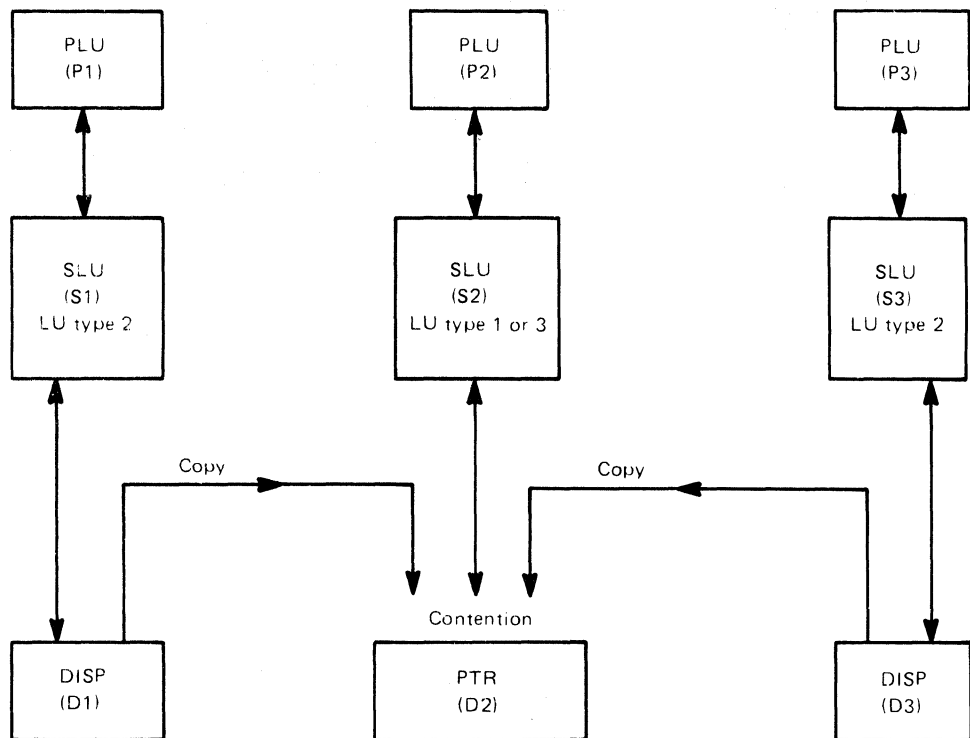 PLU
(P1)
PLU
(P2)
PLU
(P3)
SLU
(S1)
LU type 2
SLU
(S2)
LU type 1 or 3
SLU
(S3)
LU type 2
Copy
Copy
Contention
DISP
(D1)
PTR
(D2)
DISP
(D3)